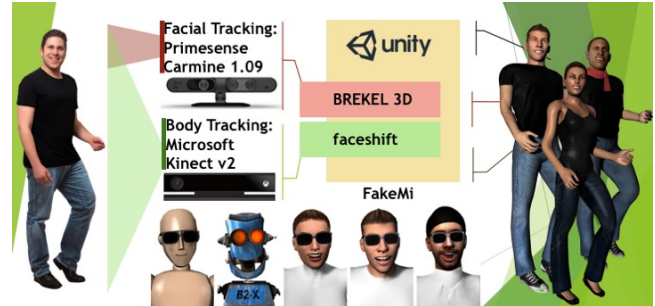 Facial Tracking:
Primesense
Carmine 1.09
Body Tracking:
Microsoft
Kinect v2
unity
BREKEL 3D
faceshift
FakeMi
B2-X